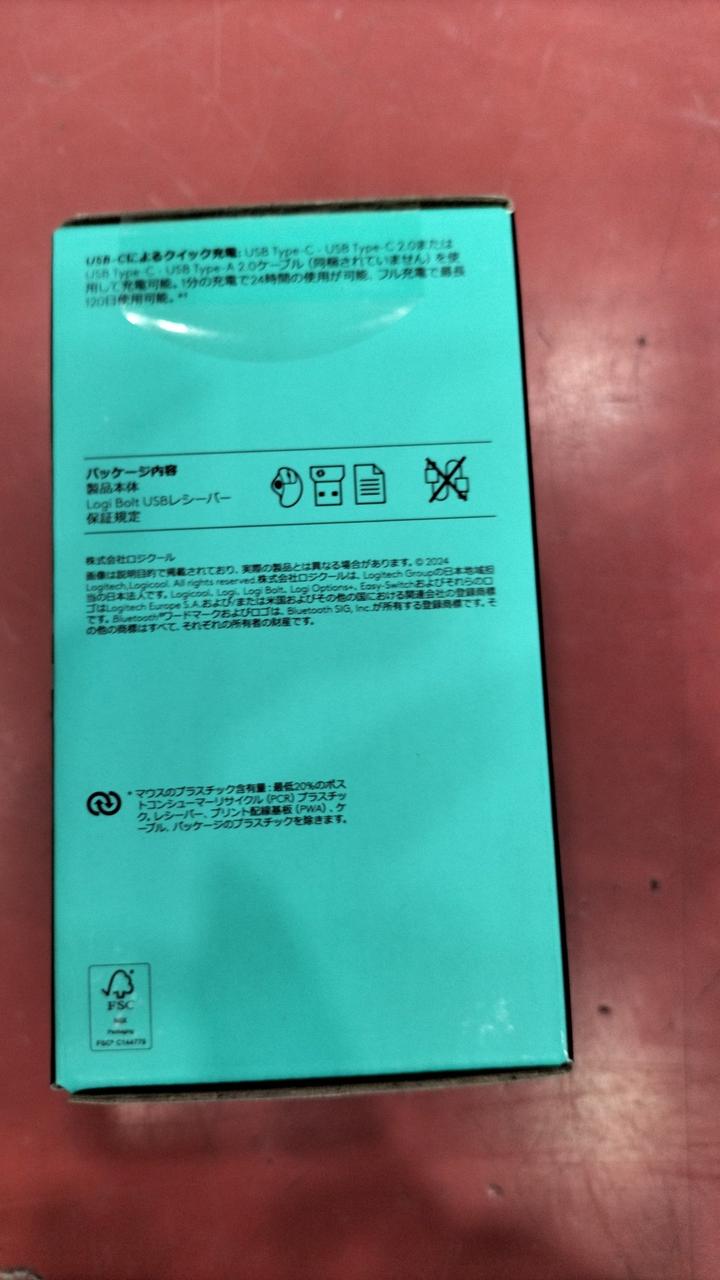 USB-Cによるクイック充電: USB Type-C - USB Type-C 2.0または
USB Type-C - USB Type-A 2.0ケーブル (同梱されていません) を使
用して充電可能。1分の充電で24時間の使用が可能、フル充電で最長
120日使用可能。
パッケージ内容
製品本体
Logi Bolt USBレシーバー
保証規定
株式会社ロジクール
画像は説明目的で掲載されており、実際の製品とは異なる場合があります。© 2024
Logitech,Logicool. All rights reserved.株式会社ロジクールは、Logitech Groupの日本地域担
当の日本法人です。Logicool, Logi, Logi Bolt, Logi Options+, Easy-Switchおよびそれらのロ
ゴはLogitech Europe S.A.および/または米国およびその他の国における関連会社の登録商標
です。Bluetooth®ワードマークおよびロゴは、Bluetooth SIG, Inc.が所有する登録商標です。そ
の他の商標はすべて、それぞれの所有者の財産です。
* マウスのプラスチック含有量 : 最低20%のポス
トコンシューマーリサイクル (PCR) プラスチッ
ク。レシーバー、プリント配線基板 (PWA) 、ケ
ーブル、パッケージのプラスチックを除きます。
FSC
MIX
Packaging
FSC® C144775